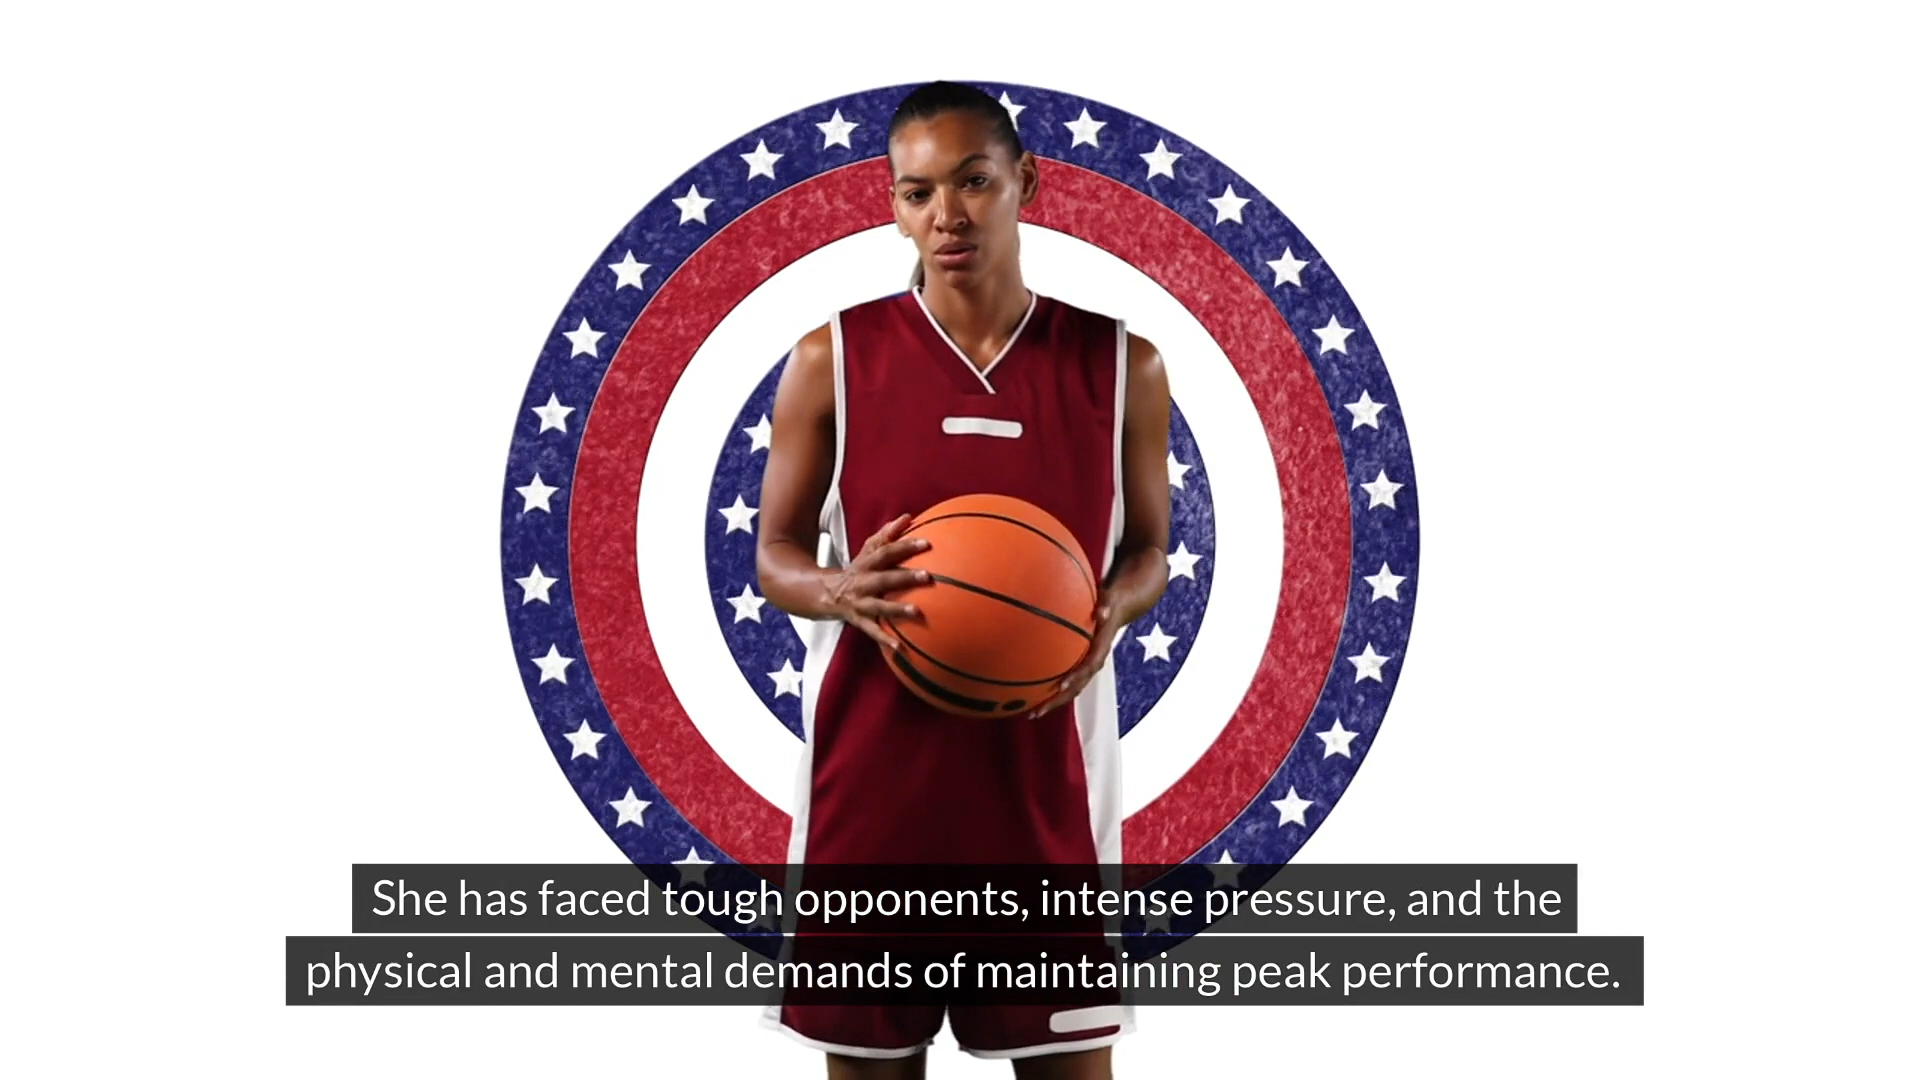 She has faced tough opponents, intense pressure, and the
physical and mental demands of maintaining peak performance.